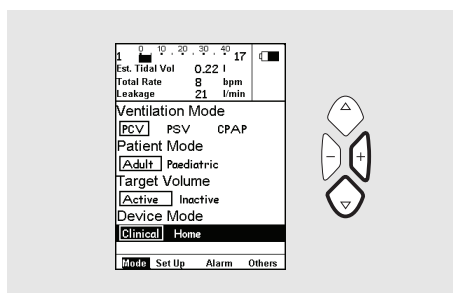 0 10 20 30 40
1 17
Est. Tidal Vol 0.22 l
Total Rate 8 bpm
Leakage 21 l/min
Ventilation Mode
PCV PSV CPAP
Patient Mode
Adult Paediatric
Target Volume
Active Inactive
Device Mode
Clinical Home
Mode Set Up Alarm Others
- +